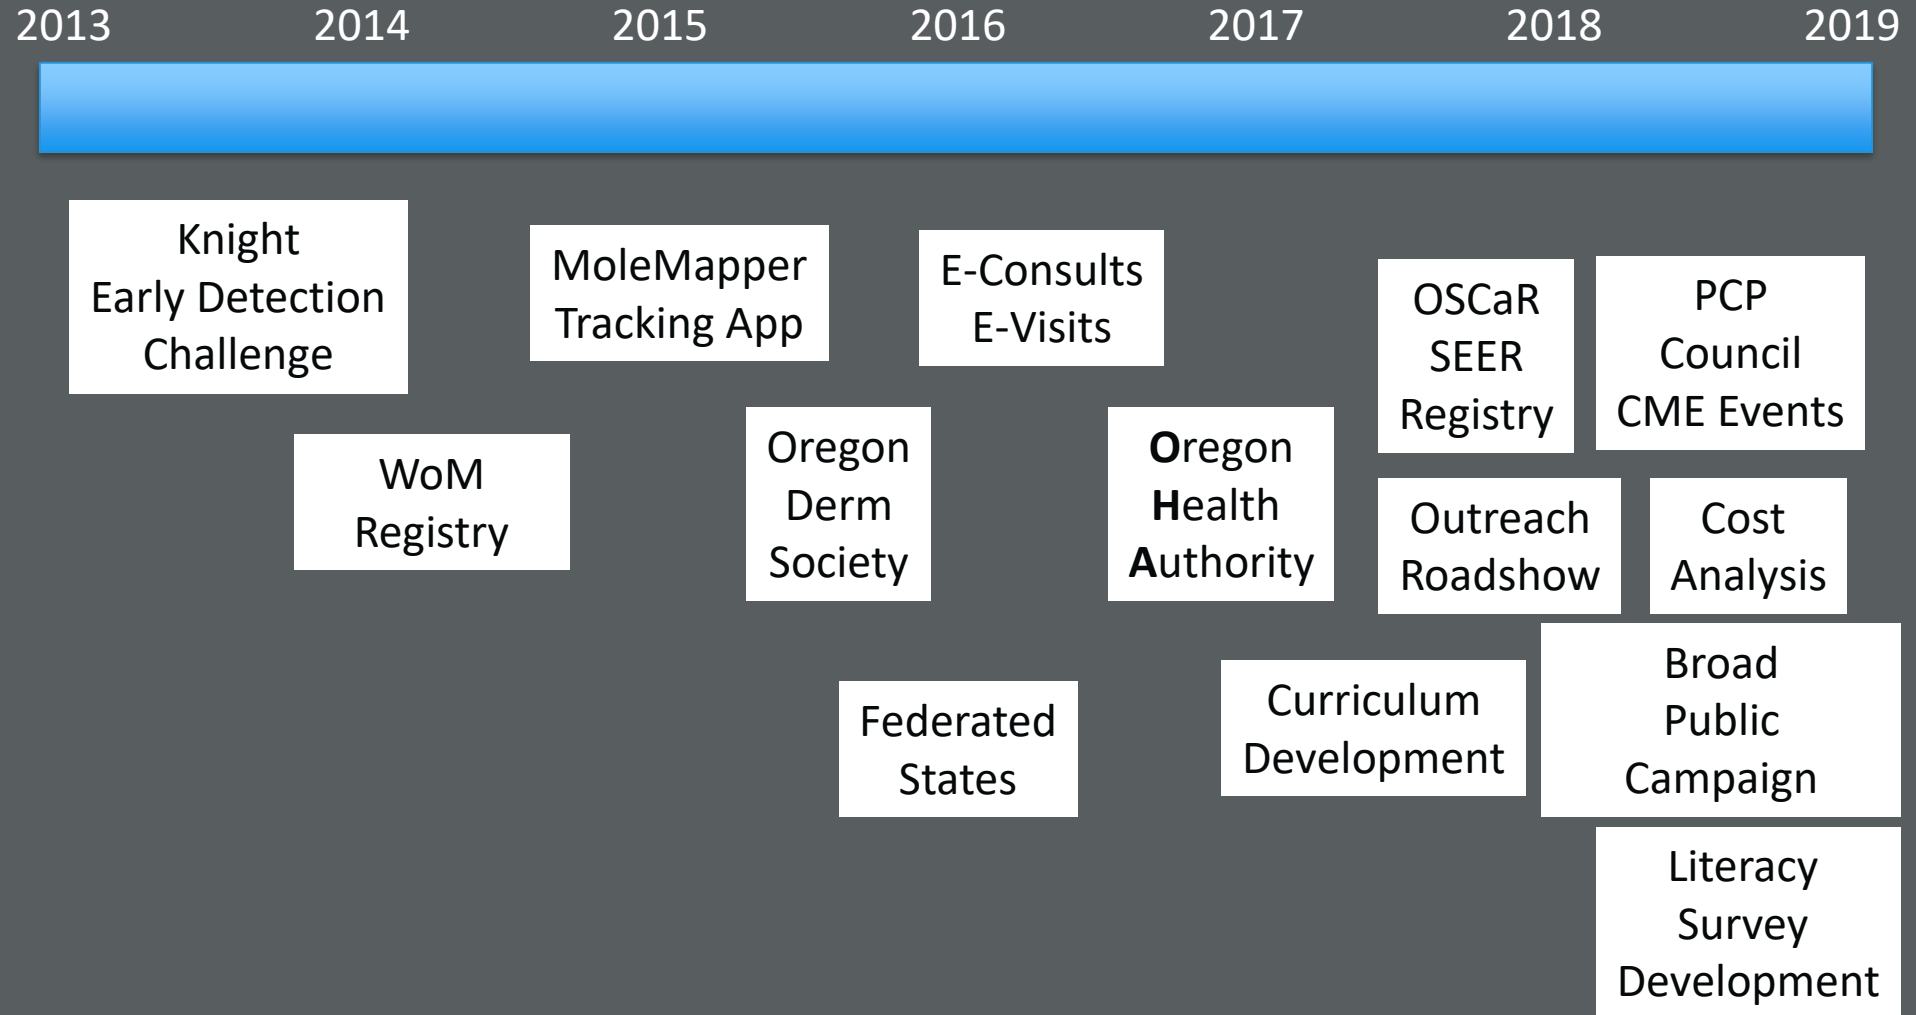 2013 2014 2015 2016 2017 2018 2019
Knight
Early Detection
Challenge
MoleMapper
Tracking App
E-Consults
E-Visits
OSCaR
SEER
Registry
PCP
Council
CME Events
WoM
Registry
Oregon
Derm
Society
Oregon
Health
Authority
Outreach
Roadshow
Cost
Analysis
Federated
States
Curriculum
Development
Broad
Public
Campaign
Literacy
Survey
Development